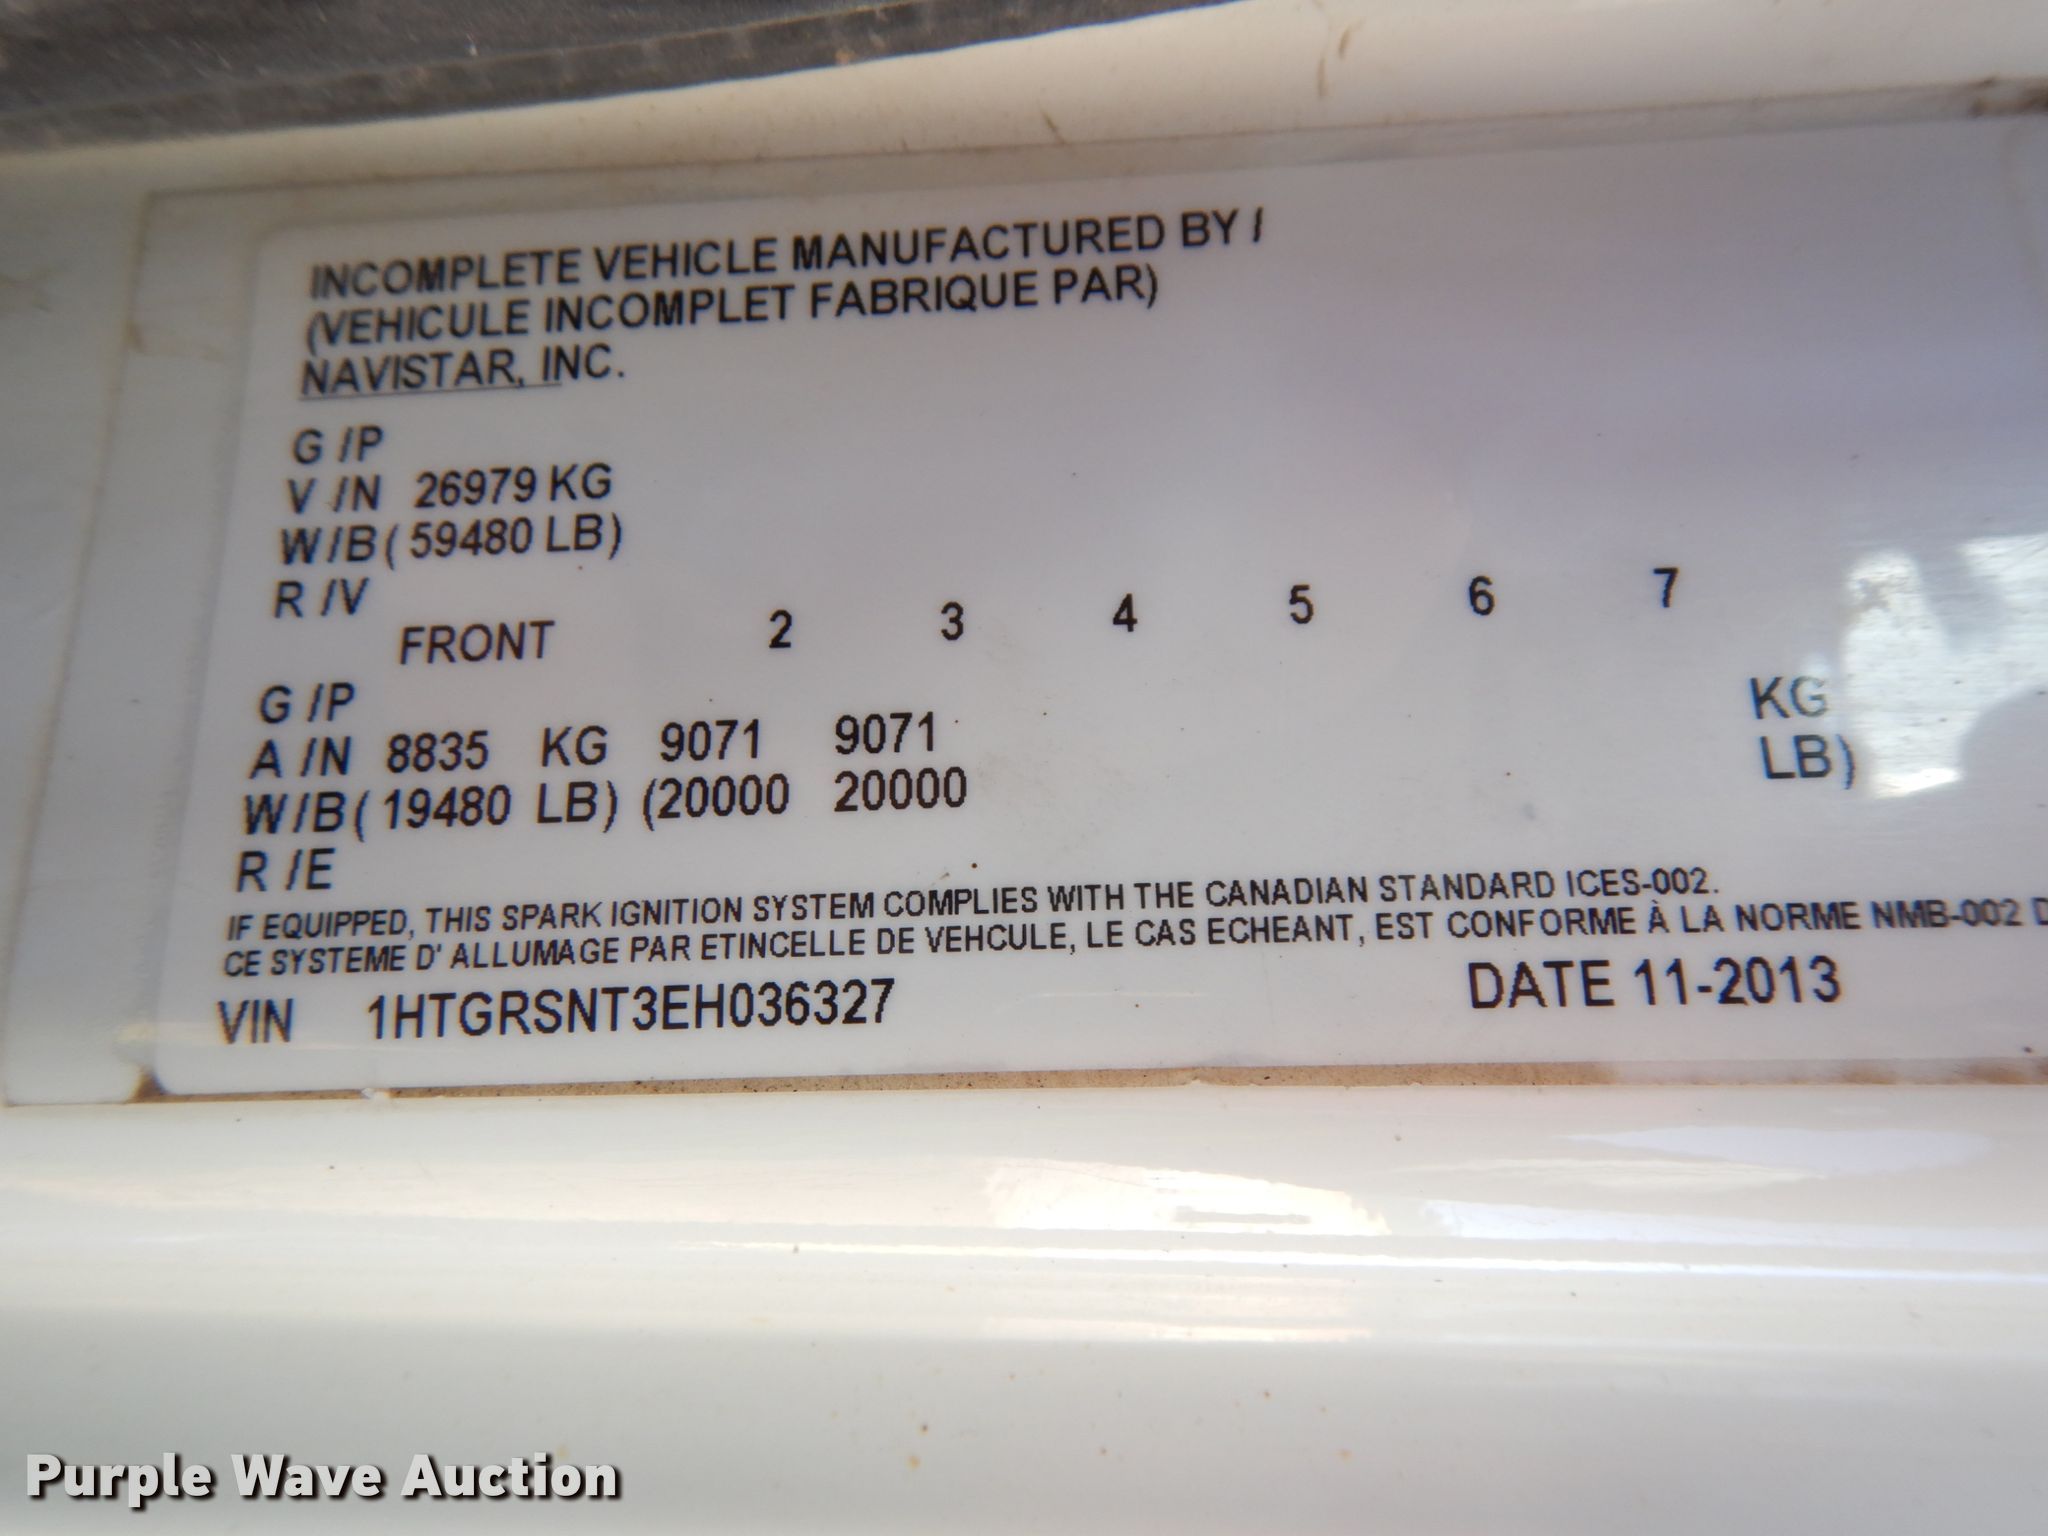 INCOMPLETE VEHICLE MANUFACTURED BY /
(VEHICULE INCOMPLET FABRIQUE PAR)
NAVISTAR, INC.
G /P
V /N 26979 KG
W/B ( 59480 LB)
R /V
FRONT 2 3 4 5 6 7
G /P
A /N 8835 KG 9071 9071 KG
W/B ( 19480 LB) (20000 20000 LB)
R /E
IF EQUIPPED, THIS SPARK IGNITION SYSTEM COMPLIES WITH THE CANADIAN STANDARD ICES-002.
CE SYSTEME D' ALLUMAGE PAR ETINCELLE DE VEHCULE, LE CAS ECHEANT, EST CONFORME À LA NORME NMB-002 D
VIN 1HTGRSNT3EH036327 DATE 11-2013
Purple Wave Auction